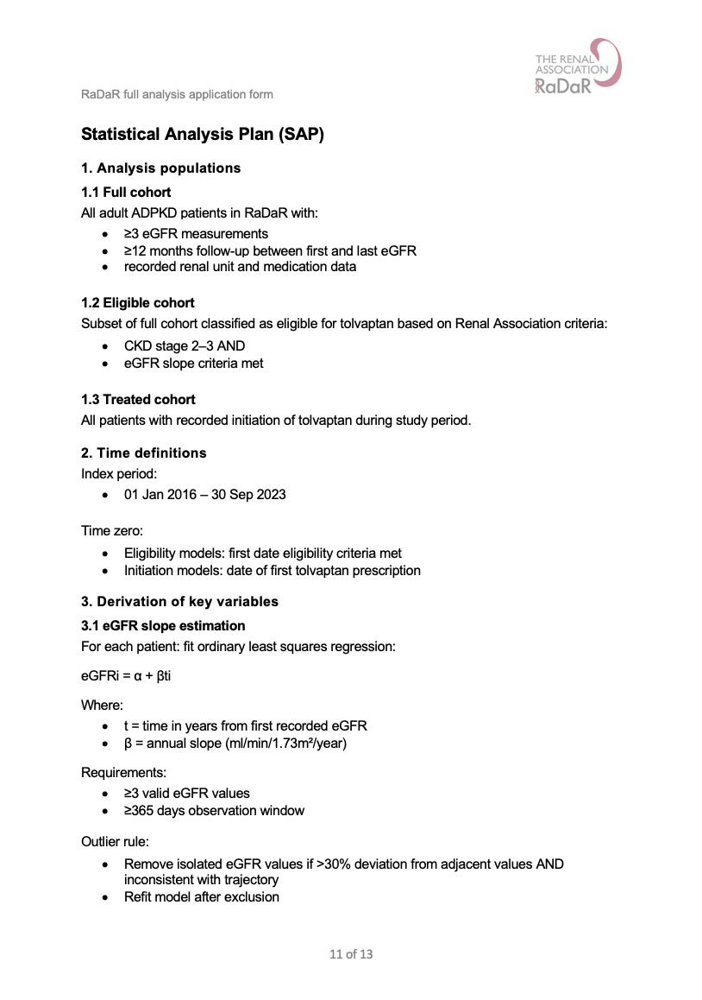 THE RENAL
ASSOCIATION
RaDaR
RaDaR full analysis application form
Statistical Analysis Plan (SAP)
1. Analysis populations
1.1 Full cohort
All adult ADPKD patients in RaDaR with:
• ≥3 eGFR measurements
• ≥12 months follow-up between first and last eGFR
• recorded renal unit and medication data
1.2 Eligible cohort
Subset of full cohort classified as eligible for tolvaptan based on Renal Association criteria:
• CKD stage 2–3 AND
• eGFR slope criteria met
1.3 Treated cohort
All patients with recorded initiation of tolvaptan during study period.
2. Time definitions
Index period:
• 01 Jan 2016 – 30 Sep 2023
Time zero:
• Eligibility models: first date eligibility criteria met
• Initiation models: date of first tolvaptan prescription
3. Derivation of key variables
3.1 eGFR slope estimation
For each patient: fit ordinary least squares regression:
eGFRi = α + βti
Where:
• t = time in years from first recorded eGFR
• β = annual slope (ml/min/1.73m²/year)
Requirements:
• ≥3 valid eGFR values
• ≥365 days observation window
Outlier rule:
• Remove isolated eGFR values if >30% deviation from adjacent values AND
inconsistent with trajectory
• Refit model after exclusion
11 of 13